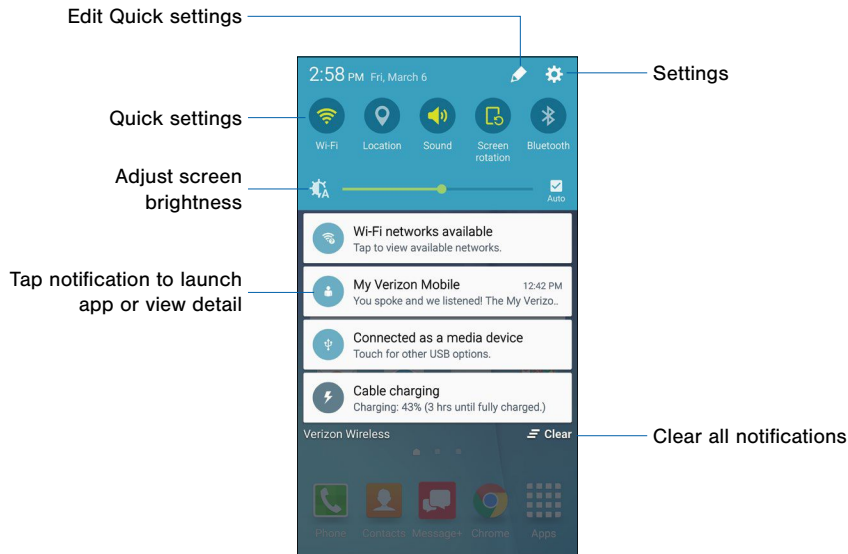 Edit Quick settings
2:58 PM Fri, March 6
Settings
Quick settings
Wi-Fi
Location
Sound
Screen
rotation
Bluetooth
Adjust screen
brightness
A
Auto
Wi-Fi networks available
Tap to view available networks.
Tap notification to launch
app or view detail
My Verizon Mobile 12:42 PM
You spoke and we listened! The My Verizo..
Connected as a media device
Touch for other USB options.
Cable charging
Charging: 43% (3 hrs until fully charged.)
Verizon Wireless
Clear
Clear all notifications
Phone
Contacts
Message+
Chrome
Apps